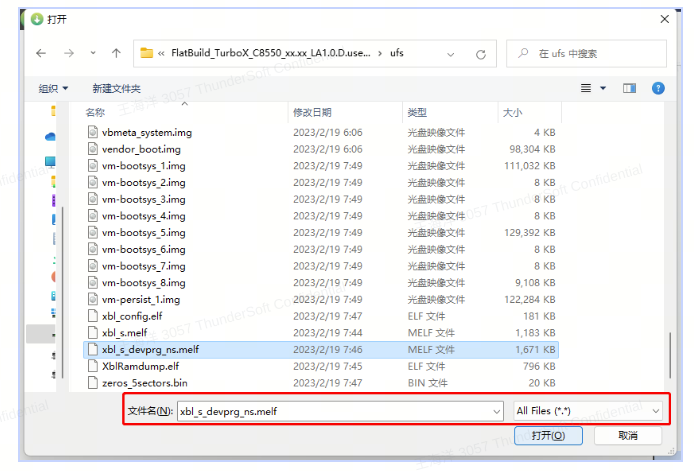 打开
« FlatBuild_TurboX_C8550_xx.xx_LA1.0.D.use... › ufs
在 ufs 中搜索
组织 新建文件夹
名称 修改日期 类型 大小
vbmeta_system.img 2023/2/19 6:06 光盘映像文件 4 KB
vendor_boot.img 2023/2/19 6:06 光盘映像文件 98,304 KB
vm-bootsys_1.img 2023/2/19 7:49 光盘映像文件 111,032 KB
vm-bootsys_2.img 2023/2/19 7:49 光盘映像文件 8 KB
vm-bootsys_3.img 2023/2/19 7:49 光盘映像文件 8 KB
vm-bootsys_4.img 2023/2/19 7:49 光盘映像文件 8 KB
vm-bootsys_5.img 2023/2/19 7:49 光盘映像文件 129,392 KB
vm-bootsys_6.img 2023/2/19 7:49 光盘映像文件 8 KB
vm-bootsys_7.img 2023/2/19 7:49 光盘映像文件 8 KB
vm-bootsys_8.img 2023/2/19 7:49 光盘映像文件 9,108 KB
vm-persist_1.img 2023/2/19 7:49 光盘映像文件 122,284 KB
xbl_config.elf 2023/2/19 7:47 ELF 文件 181 KB
xbl_s.melf 2023/2/19 7:44 MELF 文件 1,183 KB
xbl_s_devprg_ns.melf 2023/2/19 7:46 MELF 文件 1,671 KB
XblRamdump.elf 2023/2/19 7:45 ELF 文件 796 KB
zeros_5sectors.bin 2023/2/19 7:47 BIN 文件 20 KB
文件名(N): xbl_s_devprg_ns.melf All Files (*.*)
打开(O) 取消